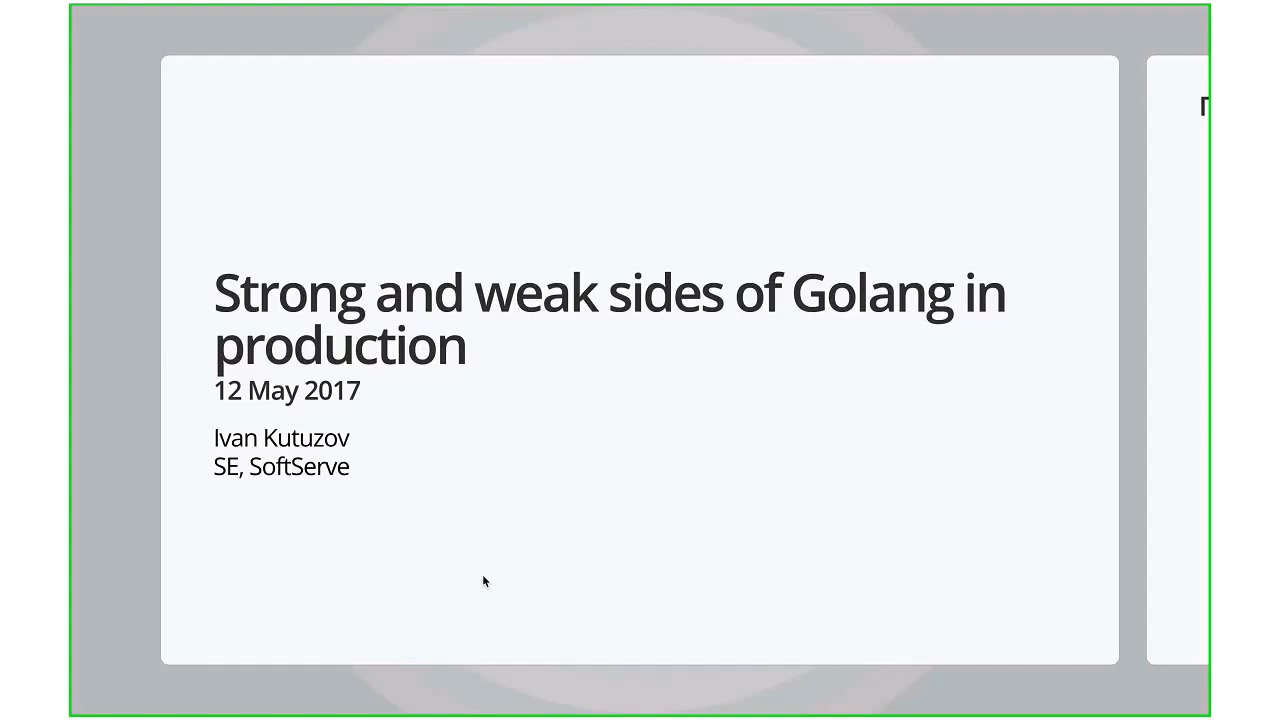 Strong and weak sides of Golang in
production
12 May 2017
Ivan Kutuzov
SE, SoftServe